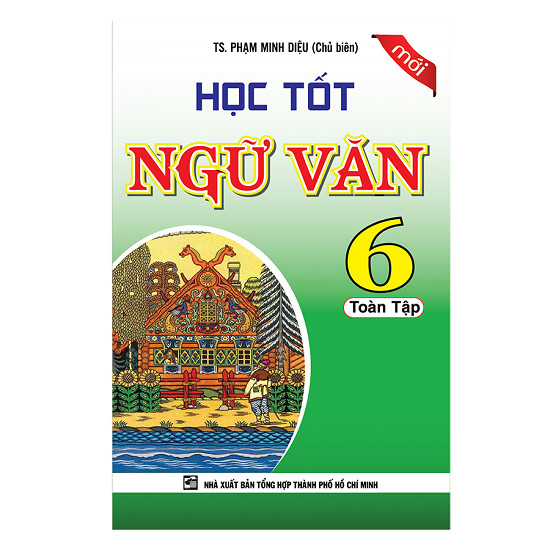 TS. PHẠM MINH DIỆU (Chủ biên)
mới
HỌC TỐT
NGỮ VĂN
6
Toàn Tập
NHÀ XUẤT BẢN TỔNG HỢP THÀNH PHỐ HỒ CHÍ MINH